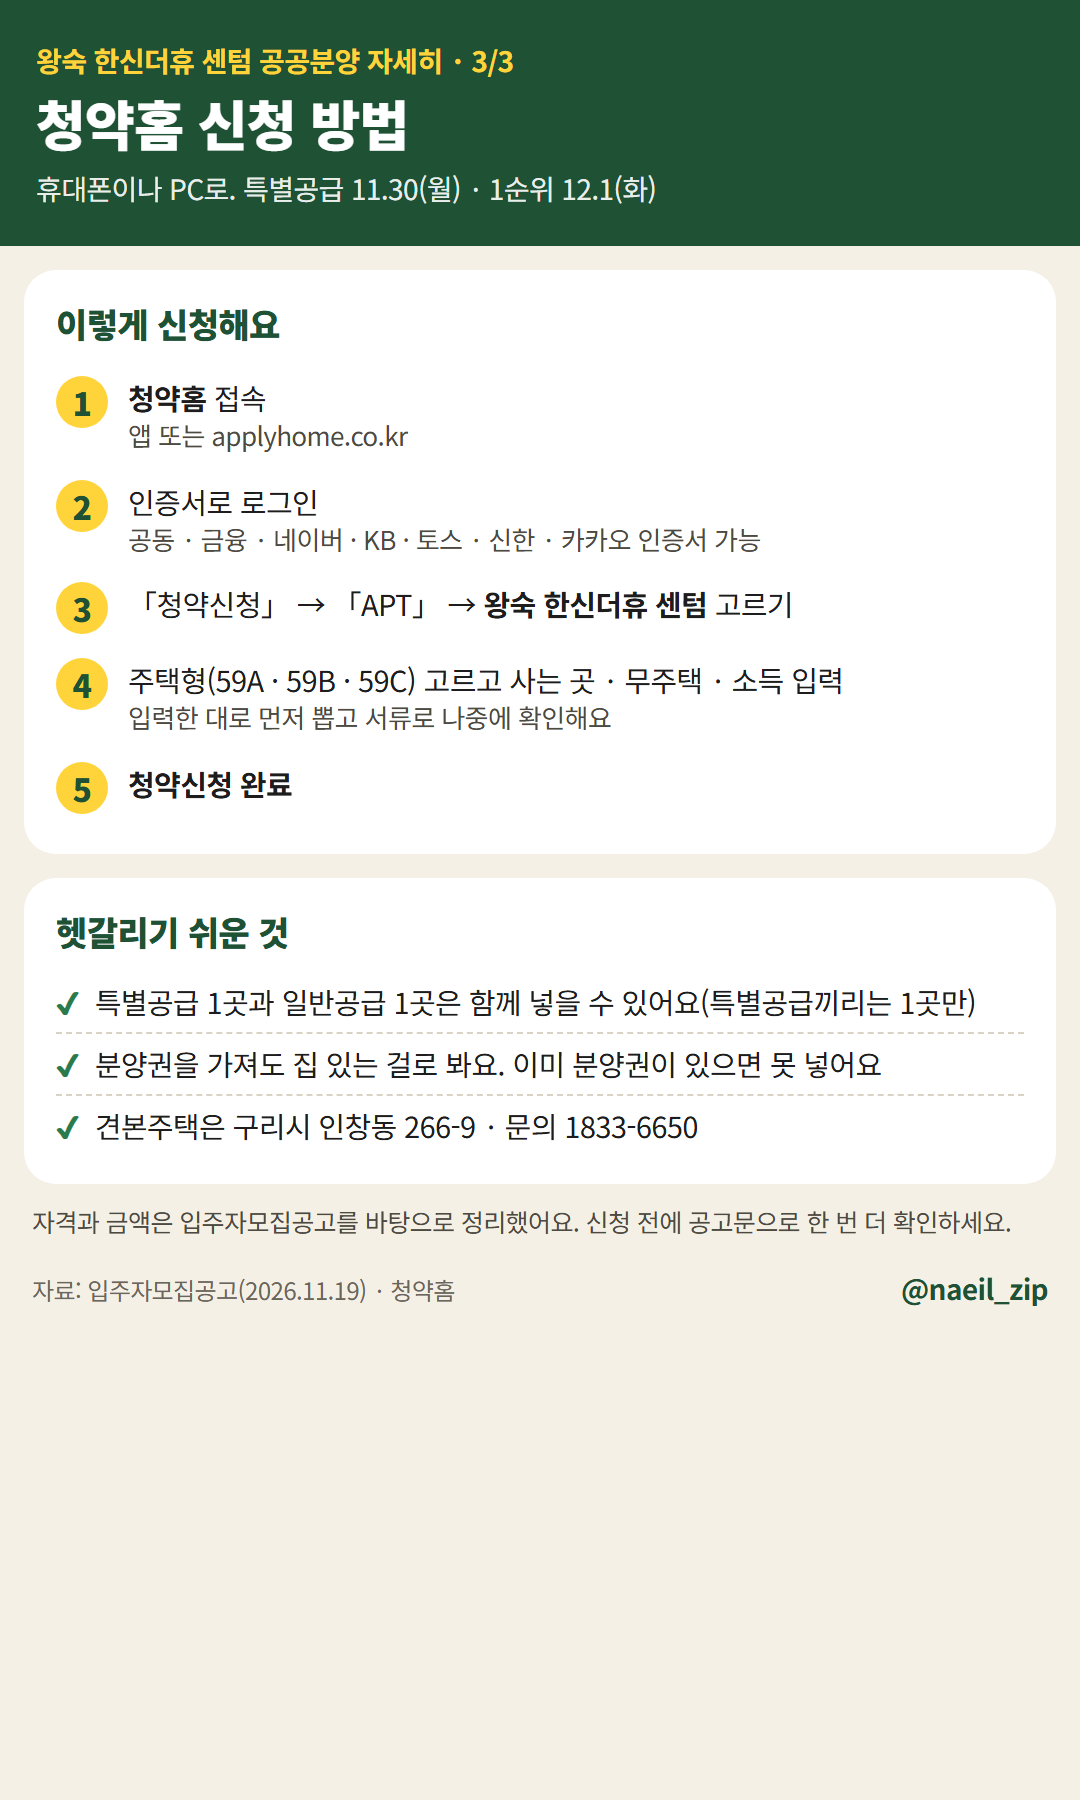 왕숙 한신더휴 센텀 공공분양 자세히 · 3/3
청약홈 신청 방법
휴대폰이나 PC로. 특별공급 11.30(월) · 1순위 12.1(화)
이렇게 신청해요
1 청약홈 접속
앱 또는 applyhome.co.kr
2 인증서로 로그인
공동 · 금융 · 네이버 · KB · 토스 · 신한 · 카카오 인증서 가능
3 「청약신청」 → 「APT」 → 왕숙 한신더휴 센텀 고르기
4 주택형(59A · 59B · 59C) 고르고 사는 곳 · 무주택 · 소득 입력
입력한 대로 먼저 뽑고 서류로 나중에 확인해요
5 청약신청 완료
헷갈리기 쉬운 것
✔ 특별공급 1곳과 일반공급 1곳은 함께 넣을 수 있어요(특별공급끼리는 1곳만)
✔ 분양권을 가져도 집 있는 걸로 봐요. 이미 분양권이 있으면 못 넣어요
✔ 견본주택은 구리시 인창동 266-9 · 문의 1833-6650
자격과 금액은 입주자모집공고를 바탕으로 정리했어요. 신청 전에 공고문으로 한 번 더 확인하세요.
자료: 입주자모집공고(2026.11.19) · 청약홈
@naeil_zip